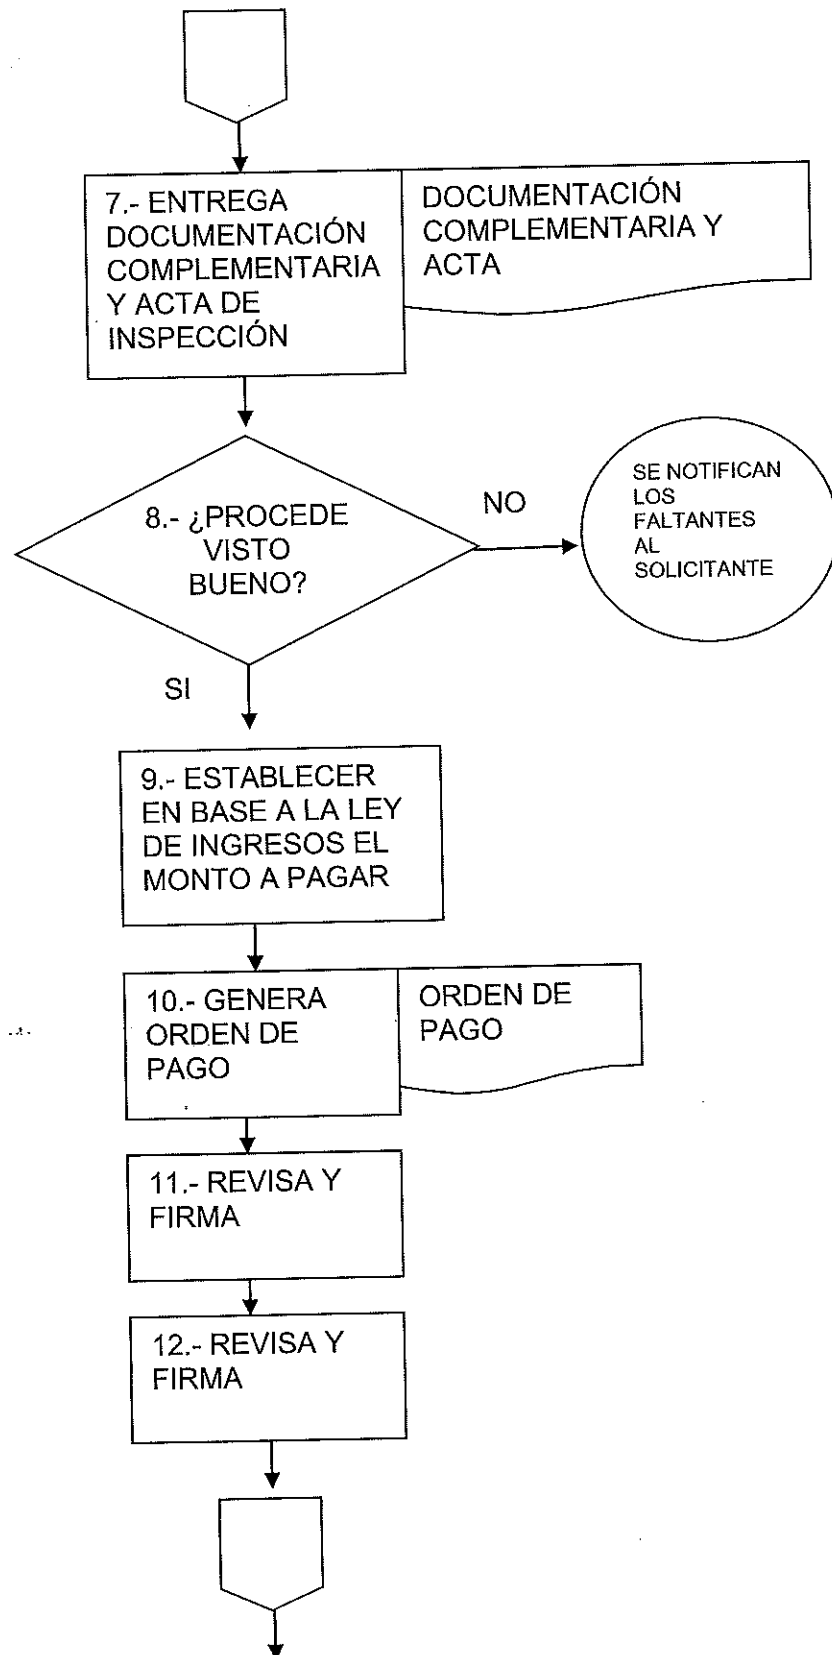 7.- ENTREGA
DOCUMENTACIÓN
COMPLEMENTARIA
Y ACTA DE
INSPECCIÓN
DOCUMENTACIÓN
COMPLEMENTARIA Y
ACTA
8.- ¿PROCEDE
VISTO
BUENO?
NO
SE NOTIFICAN
LOS
FALTANTES
AL
SOLICITANTE
SI
9.- ESTABLECER
EN BASE A LA LEY
DE INGRESOS EL
MONTO A PAGAR
10.- GENERA
ORDEN DE
PAGO
ORDEN DE
PAGO
11.- REVISA Y
FIRMA
12.- REVISA Y
FIRMA